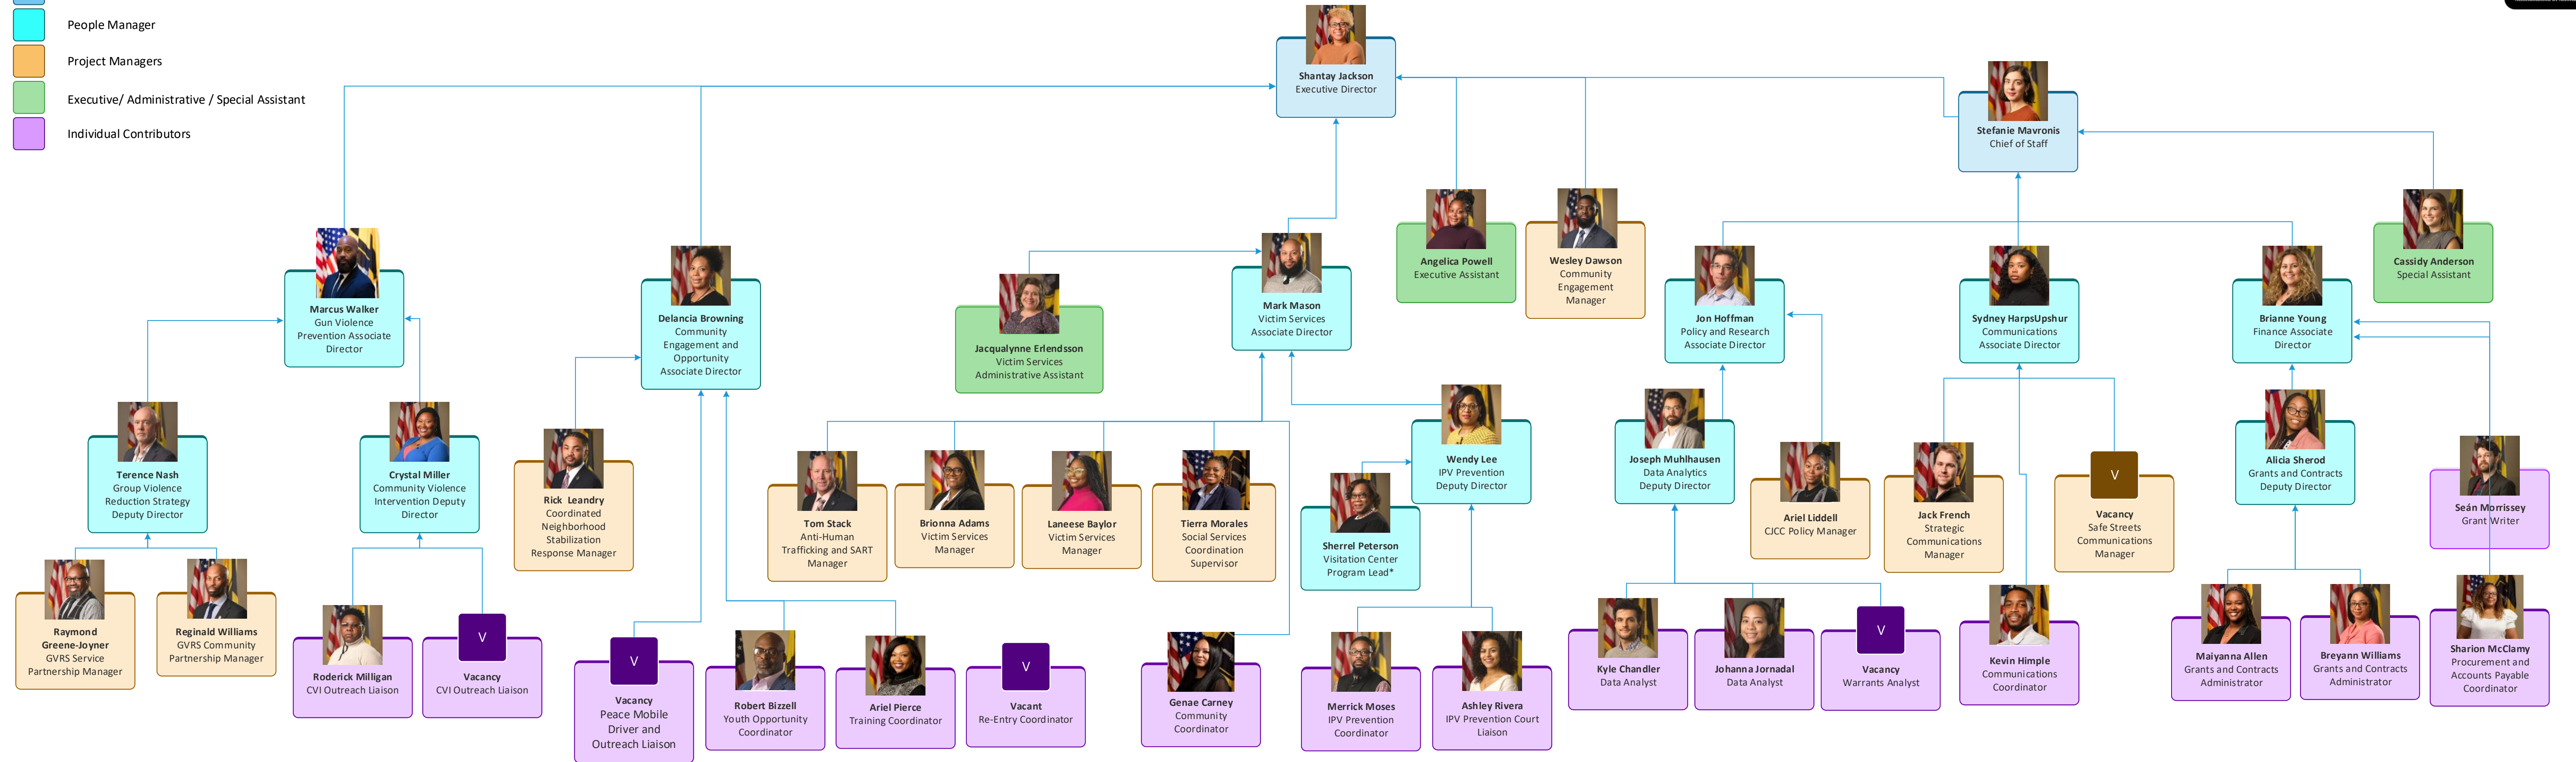 People Manager
Project Managers
Executive/ Administrative / Special Assistant
Individual Contributors
Shantay Jackson
Executive Director
Stefanie Mavronis
Chief of Staff
Marcus Walker
Gun Violence
Prevention Associate
Director
Delancia Browning
Community
Engagement and
Opportunity
Associate Director
Jacqualynne Erlendsson
Victim Services
Administrative Assistant
Mark Mason
Victim Services
Associate Director
Angelica Powell
Executive Assistant
Wesley Dawson
Community
Engagement
Manager
Jon Hoffman
Policy and Research
Associate Director
Sydney HarpsUpshur
Communications
Associate Director
Brianne Young
Finance Associate
Director
Cassidy Anderson
Special Assistant
Terence Nash
Group Violence
Reduction Strategy
Deputy Director
Crystal Miller
Community Violence
Intervention Deputy
Director
Rick Leandry
Coordinated
Neighborhood
Stabilization
Response Manager
Tom Stack
Anti-Human
Trafficking and SART
Manager
Brionna Adams
Victim Services
Manager
Laneese Baylor
Victim Services
Manager
Tierra Morales
Social Services
Coordination
Supervisor
Wendy Lee
IPV Prevention
Deputy Director
Sherrel Peterson
Visitation Center
Program Lead*
Joseph Muhlhausen
Data Analytics
Deputy Director
Ariel Liddell
CJCC Policy Manager
Jack French
Strategic
Communications
Manager
V
Vacancy
Safe Streets
Communications
Manager
Alicia Sherod
Grants and Contracts
Deputy Director
Seán Morrissey
Grant Writer
Raymond
Greene-Joyner
GVRS Service
Partnership Manager
Reginald Williams
GVRS Community
Partnership Manager
Roderick Milligan
CVI Outreach Liaison
V
Vacancy
CVI Outreach Liaison
V
Vacancy
Peace Mobile
Driver and
Outreach Liaison
Robert Bizzell
Youth Opportunity
Coordinator
Ariel Pierce
Training Coordinator
V
Vacant
Re-Entry Coordinator
Genae Carney
Community
Coordinator
Merrick Moses
IPV Prevention
Coordinator
Ashley Rivera
IPV Prevention Court
Liaison
Kyle Chandler
Data Analyst
Johanna Jornadal
Data Analyst
V
Vacancy
Warrants Analyst
Kevin Himple
Communications
Coordinator
Maiyanna Allen
Grants and Contracts
Administrator
Breyann Williams
Grants and Contracts
Administrator
Sharion McClamy
Procurement and
Accounts Payable
Coordinator